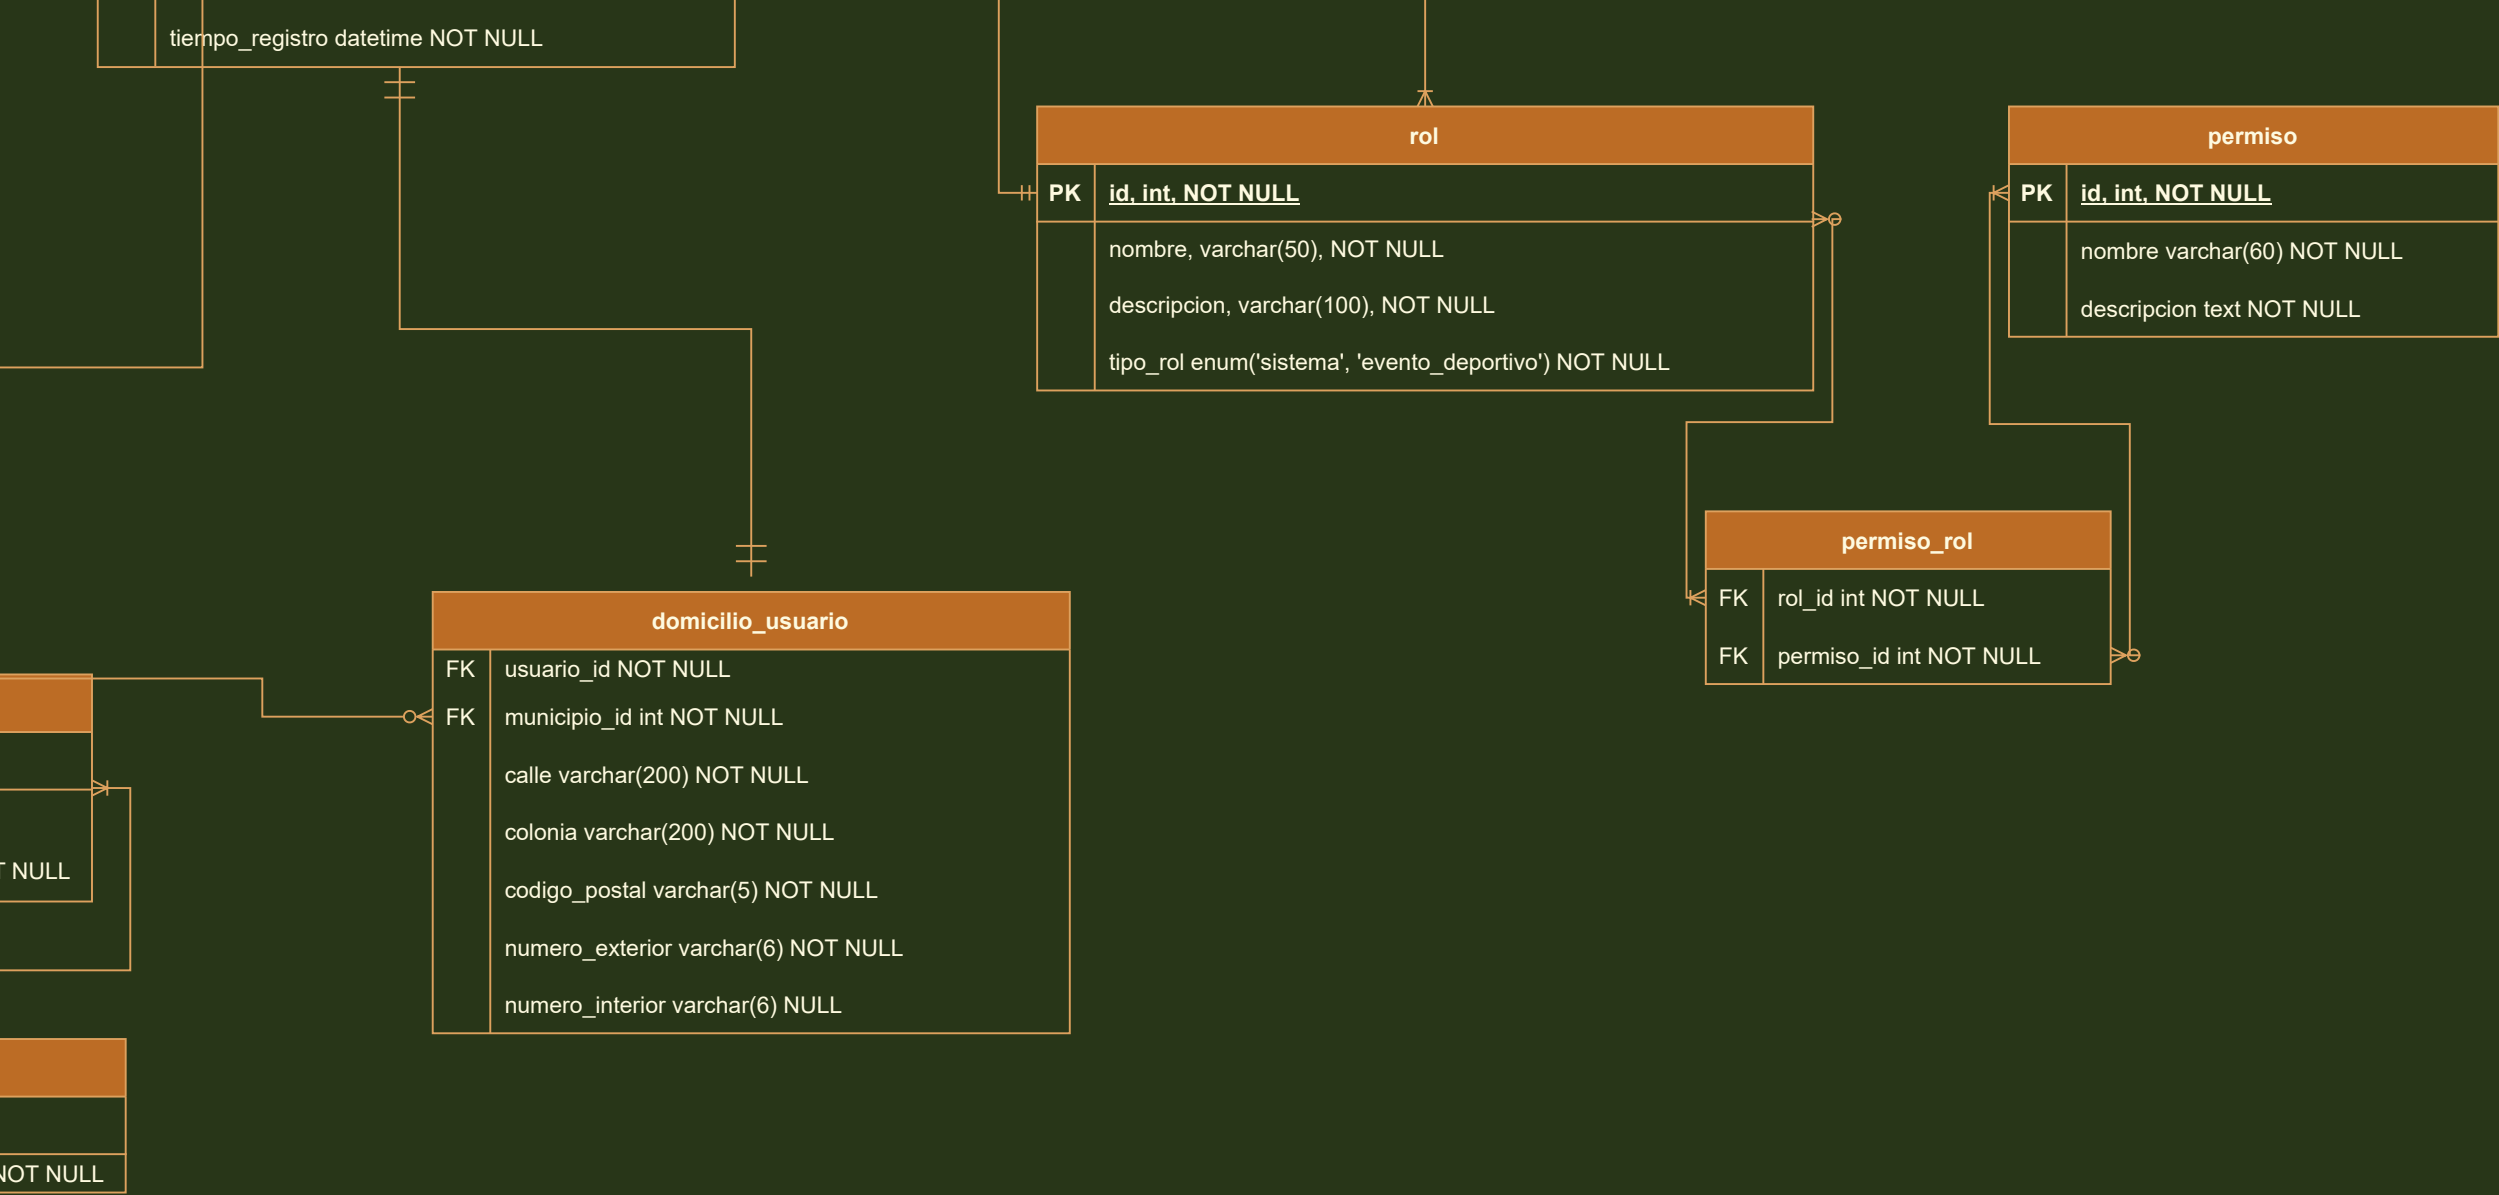 tiempo_registro datetime NOT NULL
rol
PK id, int, NOT NULL
nombre, varchar(50), NOT NULL
descripcion, varchar(100), NOT NULL
tipo_rol enum('sistema', 'evento_deportivo') NOT NULL
permiso
PK id, int, NOT NULL
nombre varchar(60) NOT NULL
descripcion text NOT NULL
permiso_rol
FK rol_id int NOT NULL
FK permiso_id int NOT NULL
domicilio_usuario
FK usuario_id NOT NULL
FK municipio_id int NOT NULL
calle varchar(200) NOT NULL
colonia varchar(200) NOT NULL
codigo_postal varchar(5) NOT NULL
numero_exterior varchar(6) NOT NULL
numero_interior varchar(6) NULL
NULL
NOT NULL